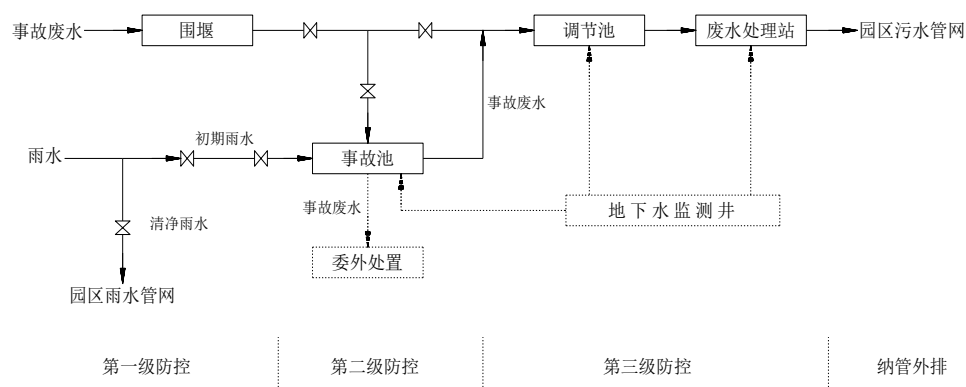 事故废水
围堰
调节池
废水处理站
园区污水管网
事故废水
初期雨水
雨水
事故池
事故废水
地下水监测井
清净雨水
委外处置
园区雨水管网
第一级防控
第二级防控
第三级防控
纳管外排